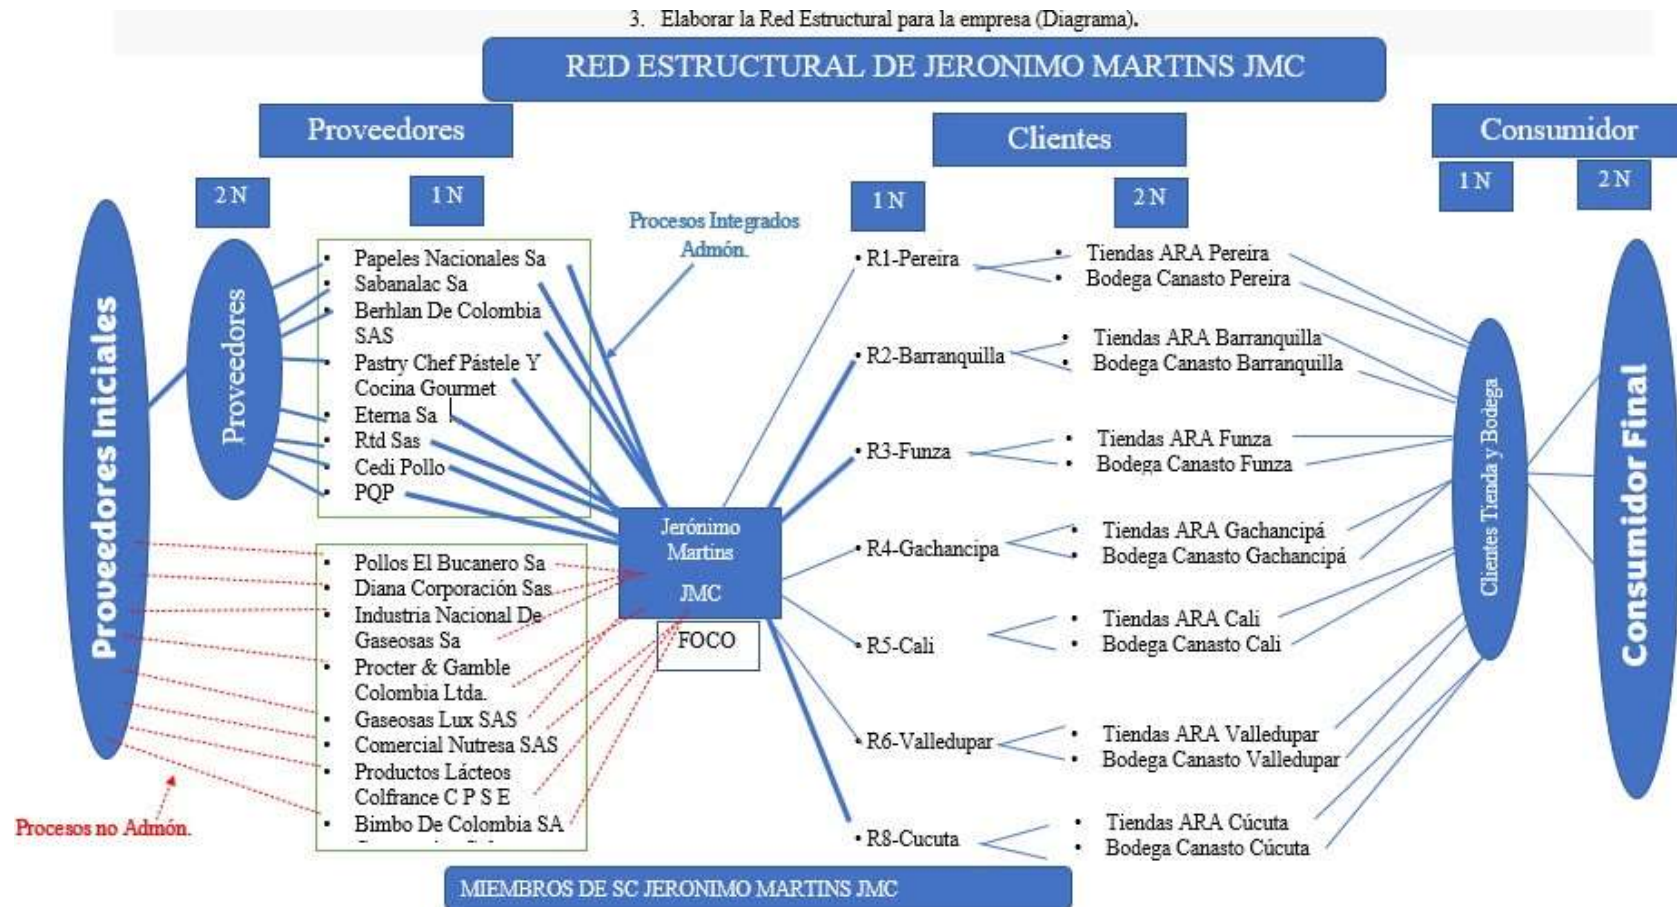 3. Elaborar la Red Estructural para la empresa (Diagrama).
RED ESTRUCTURAL DE JERONIMO MARTINS JMC
Proveedores
Clientes
Consumidor
2 N
1 N
1 N
2 N
1 N
2 N
Proveedores Iniciales
Proveedores
• Papeles Nacionales Sa
• Sabanalac Sa
• Berhlan De Colombia
SAS
• Pastry Chef Pástele Y
Cocina Gourmet
• Eterna Sa
• Rtd Sas
• Cedi Pollo
• PQP
• Pollos El Bucanero Sa
• Diana Corporación Sas
• Industria Nacional De
Gaseosas Sa
• Procter & Gamble
Colombia Ltda.
• Gaseosas Lux SAS
• Comercial Nutresa SAS
• Productos Lácteos
Colfrance C P S E
• Bimbo De Colombia SA
Procesos no Admón.
Procesos Integrados
Admón.
Jerónimo
Martins
JMC
FOCO
• R1-Pereira
• R2-Barranquilla
• R3-Funza
• R4-Gachancipa
• R5-Cali
• R6-Valledupar
• R8-Cucuta
• Tiendas ARA Pereira
• Bodega Canasto Pereira
• Tiendas ARA Barranquilla
• Bodega Canasto Barranquilla
• Tiendas ARA Funza
• Bodega Canasto Funza
• Tiendas ARA Gachancipá
• Bodega Canasto Gachancipá
• Tiendas ARA Cali
• Bodega Canasto Cali
• Tiendas ARA Valledupar
• Bodega Canasto Valledupar
• Tiendas ARA Cúcuta
• Bodega Canasto Cúcuta
Clientes Tienda y Bodega
Consumidor Final
MIEMBROS DE SC JERONIMO MARTINS JMC